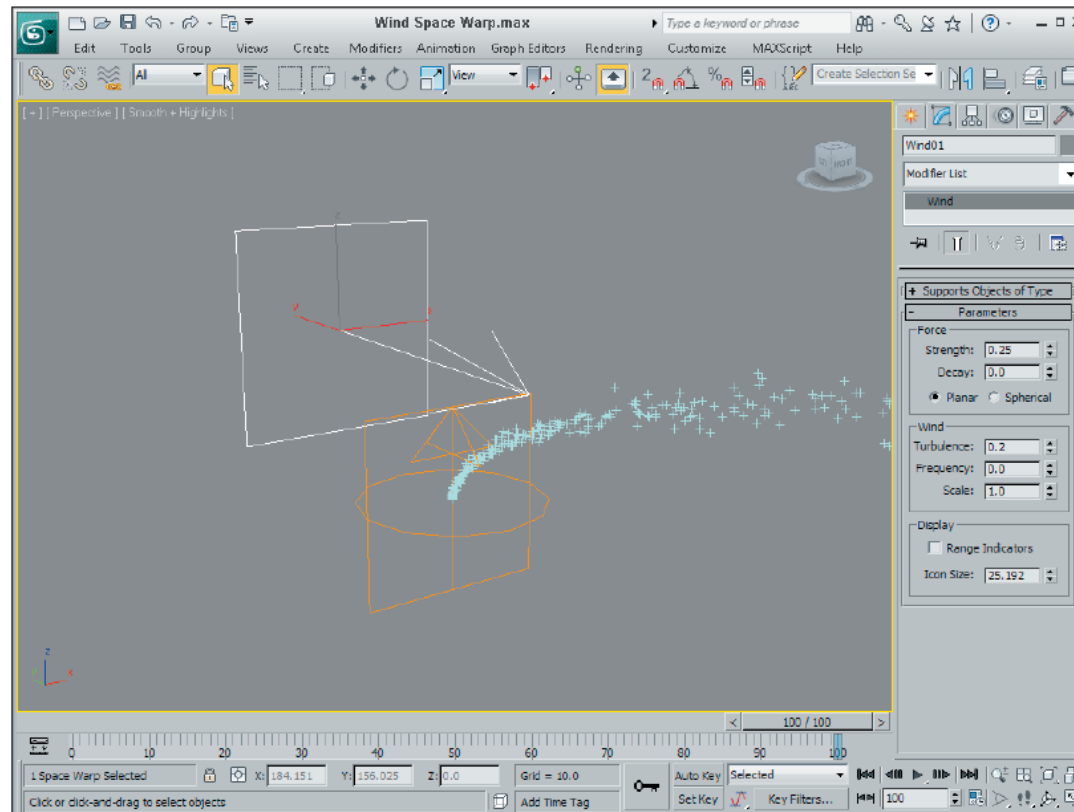 Wind Space Warp.max
Type a keyword or phrase
Edit Tools Group Views Create Modifiers Animation Graph Editors Rendering Customize MAXScript Help
All
View
Create Selection Se
[ + ] [ Perspective ] [ Smooth + Highlights ]
Wind01
Modifier List
Wind
+ Supports Objects of Type
- Parameters
Force
Strength: 0.25
Decay: 0.0
Planar Spherical
Wind
Turbulence: 0.2
Frequency: 0.0
Scale: 1.0
Display
Range Indicators
Icon Size: 25.192
z
x
< 100 / 100 >
0 10 20 30 40 50 60 70 80 90 100
1 Space Warp Selected X: 184.151 Y: 156.025 Z: 0.0 Grid = 10.0 Auto Key Selected
Click or click-and-drag to select objects Add Time Tag Set Key Key Filters... 100